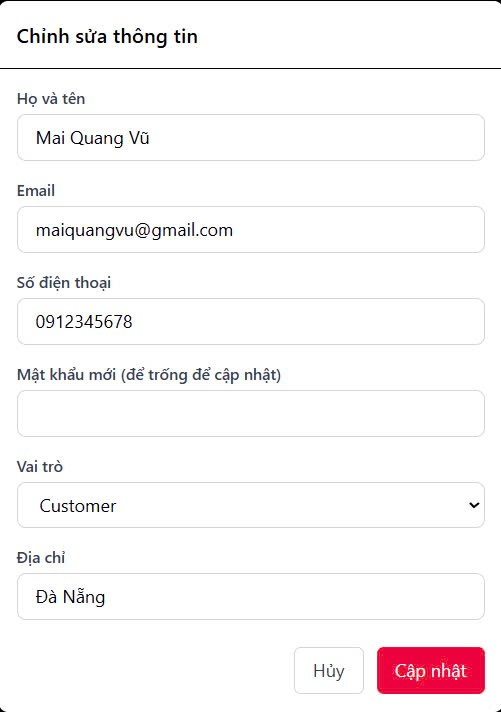 Chỉnh sửa thông tin
Họ và tên
Mai Quang Vũ
Email
maiquangvu@gmail.com
Số điện thoại
0912345678
Mật khẩu mới (để trống để cập nhật)
Vai trò
Customer
Địa chỉ
Đà Nẵng
Hủy
Cập nhật